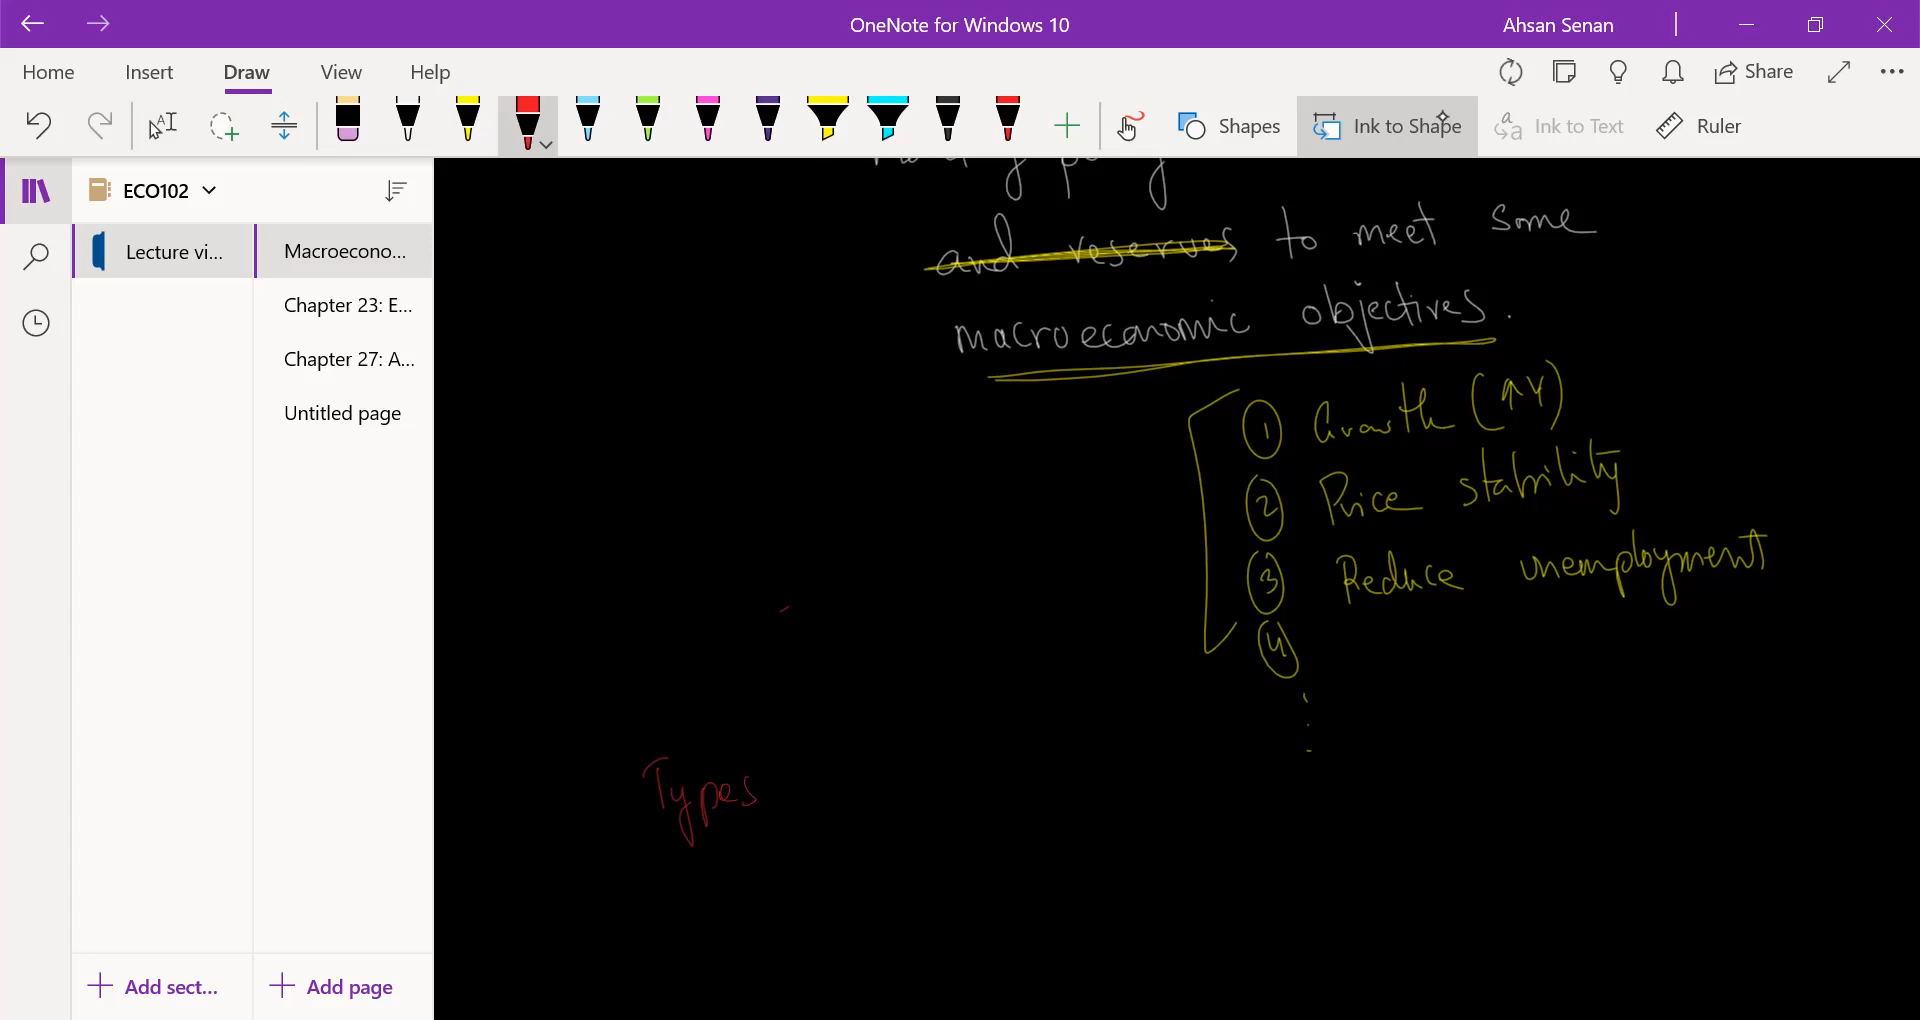 OneNote for Windows 10
Ahsan Senan
Home Insert Draw View Help
Share
Shapes Ink to Shape Ink to Text Ruler
ECO102
Lecture vi...
Macroecono...
Chapter 23: E...
Chapter 27: A...
Untitled page
and reserves to meet some
macroeconomic objectives.
1 Growth (↑Y)
2 Price stability
3 Reduce unemployment
4
Types
Add sect...
Add page